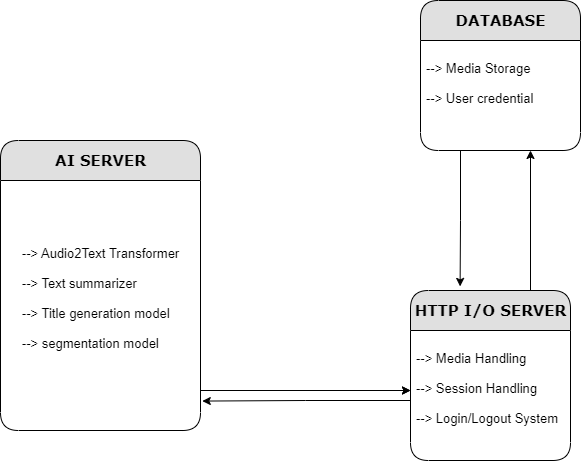 DATABASE
--> Media Storage
--> User credential
AI SERVER
--> Audio2Text Transformer
--> Text summarizer
--> Title generation model
--> segmentation model
HTTP I/O SERVER
--> Media Handling
--> Session Handling
--> Login/Logout System